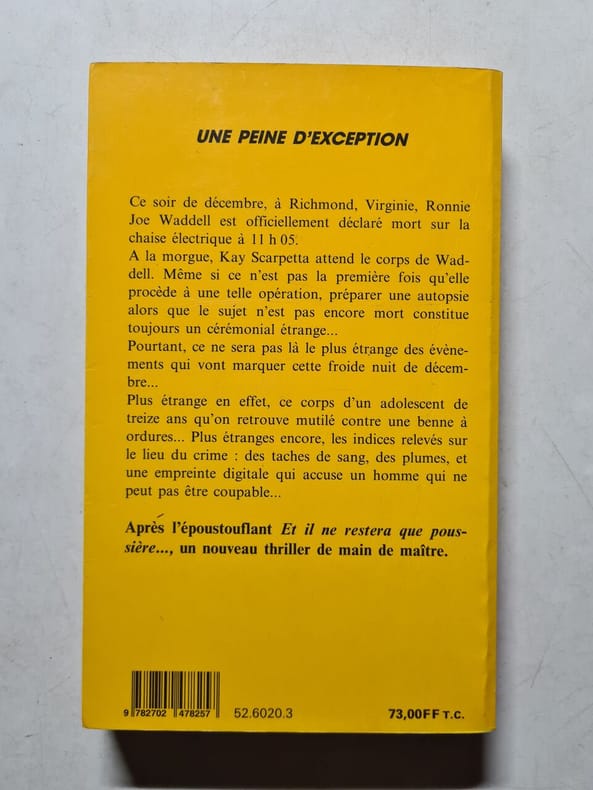 UNE PEINE D'EXCEPTION
Ce soir de décembre, à Richmond, Virginie, Ronnie
Joe Waddell est officiellement déclaré mort sur la
chaise électrique à 11 h 05.
A la morgue, Kay Scarpetta attend le corps de Wad-
dell. Même si ce n'est pas la première fois qu'elle
procède à une telle opération, préparer une autopsie
alors que le sujet n'est pas encore mort constitue
toujours un cérémonial étrange...
Pourtant, ce ne sera pas là le plus étrange des évène-
ments qui vont marquer cette froide nuit de décem-
bre...
Plus étrange en effet, ce corps d'un adolescent de
treize ans qu'on retrouve mutilé contre une benne à
ordures... Plus étranges encore, les indices relevés sur
le lieu du crime : des taches de sang, des plumes, et
une empreinte digitale qui accuse un homme qui ne
peut pas être coupable...
Après l'époustouflant Et il ne restera que pous-
sière..., un nouveau thriller de main de maître.
9 782702 478257
52.6020.3
73,00FF T.C.